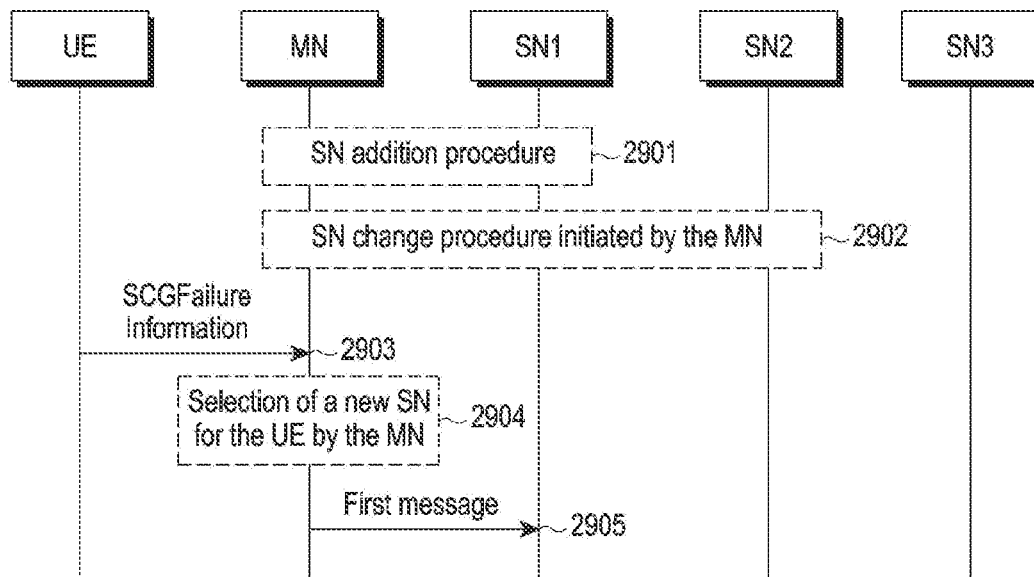 UE MN SN1 SN2 SN3
SN addition procedure 2901
SN change procedure initiated by the MN 2902
SCGFailure
Information
2903
Selection of a new SN
for the UE by the MN
2904
First message
2905